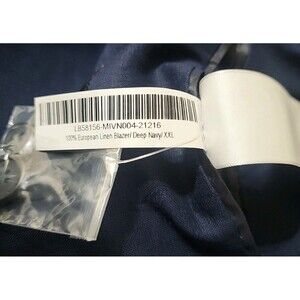 LB58156-MIVN004-21216
100% European Linen Blazer/ Deep Navy/ XXL